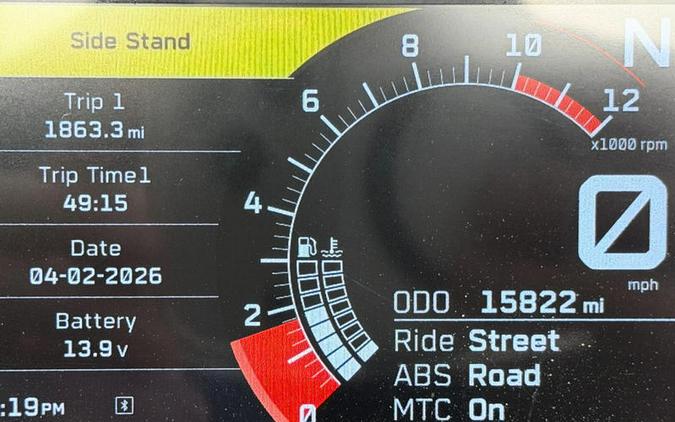 Side Stand
Trip 1
1863.3 mi
Trip Time1
49:15
Date
04-02-2026
Battery
13.9 V
:19 PM
0
2
4
6
8
10
12
x1000 rpm
N
0
mph
ODO 15822 mi
Ride Street
ABS Road
MTC On